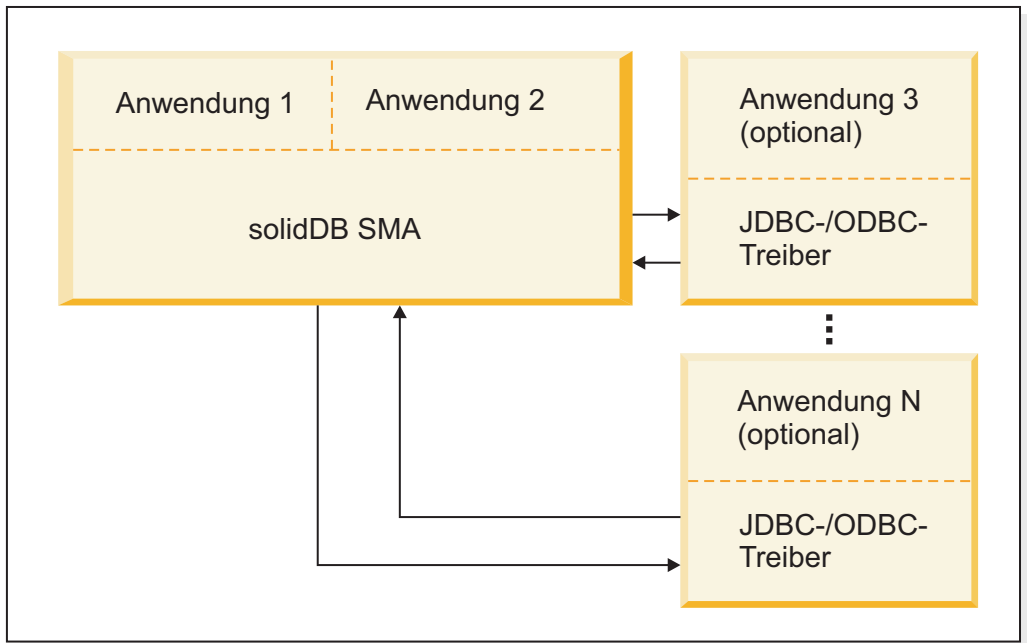 Anwendung 1
Anwendung 2
solidDB SMA
Anwendung 3
(optional)
JDBC-/ODBC-
Treiber
Anwendung N
(optional)
JDBC-/ODBC-
Treiber